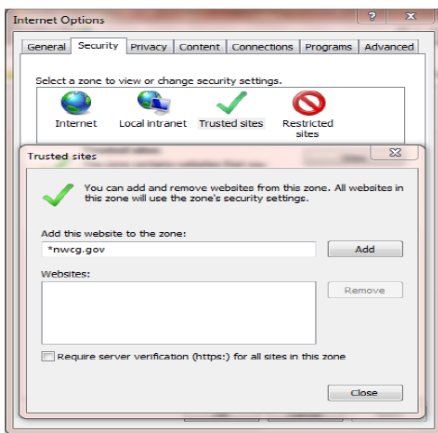 Internet Options
General Security Privacy Content Connections Programs Advanced
Select a zone to view or change security settings.
Internet Local intranet Trusted sites Restricted sites
Trusted sites
You can add and remove websites from this zone. All websites in
this zone will use the zone's security settings.
Add this website to the zone:
*nwcg.gov Add
Websites:
Remove
Require server verification (https:) for all sites in this zone
Close